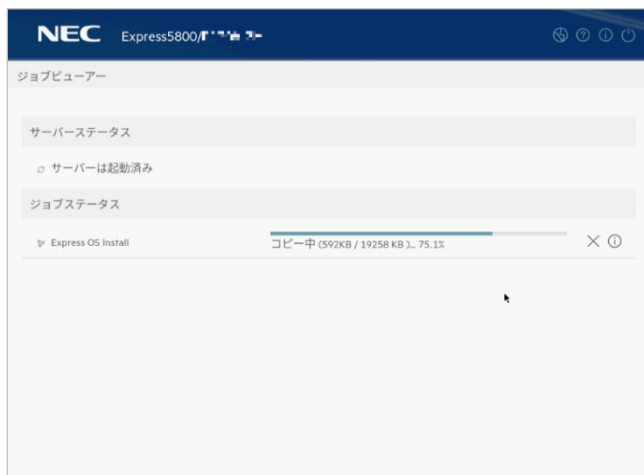 NEC Express5800/
ジョブビューアー
サーバーステータス
サーバーは起動済み
ジョブステータス
Express OS Install
コピー中 (592KB / 19258 KB )... 75.1%